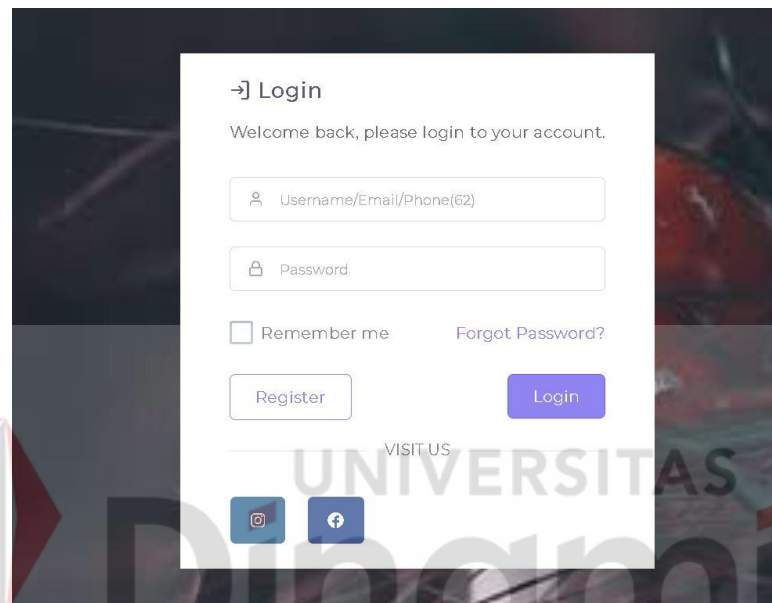 Login
Welcome back, please login to your account.
Username/Email/Phone(62)
Password
Remember me
Forgot Password?
Register
Login
VISIT US
UNIVERSITAS